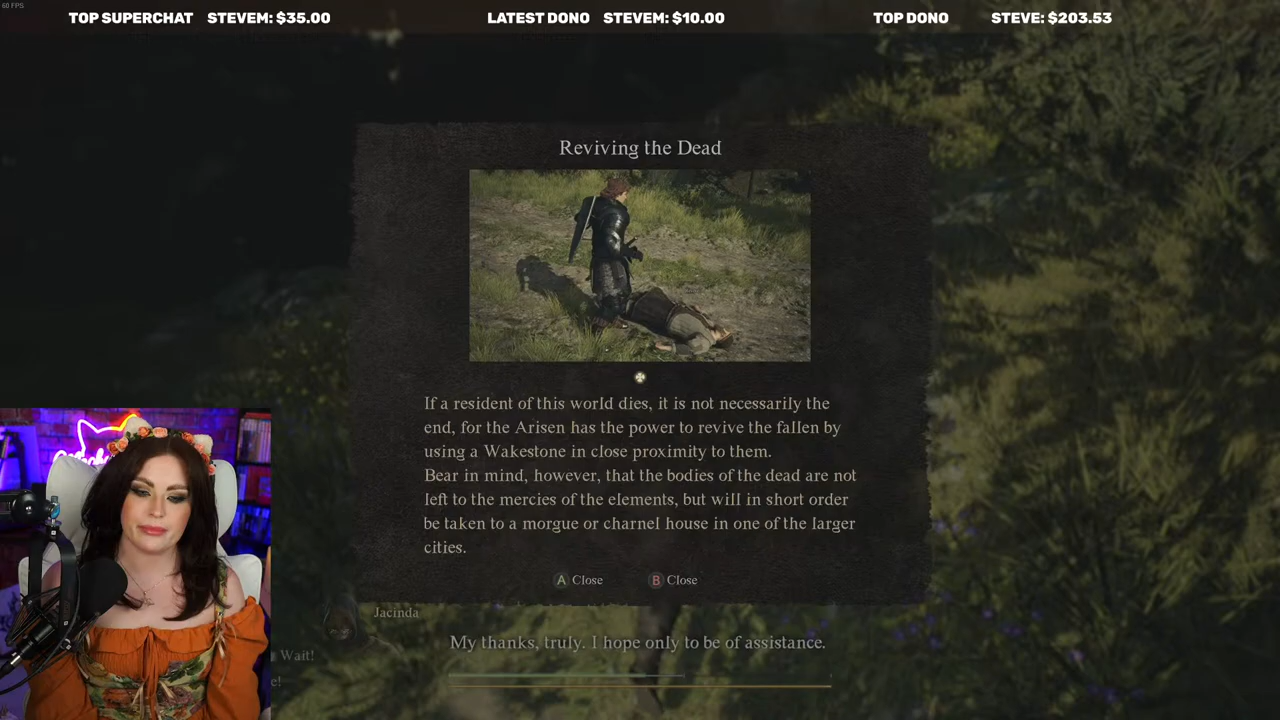 60 FPS
TOP SUPERCHAT STEVEM: $35.00 LATEST DONO STEVEM: $10.00 TOP DONO STEVE: $203.53
Reviving the Dead
If a resident of this world dies, it is not necessarily the
end, for the Arisen has the power to revive the fallen by
using a Wakestone in close proximity to them.
Bear in mind, however, that the bodies of the dead are not
left to the mercies of the elements, but will in short order
be taken to a morgue or charnel house in one of the larger
cities.
A Close B Close
Jacinda
My thanks, truly. I hope only to be of assistance.
Wait!
e!